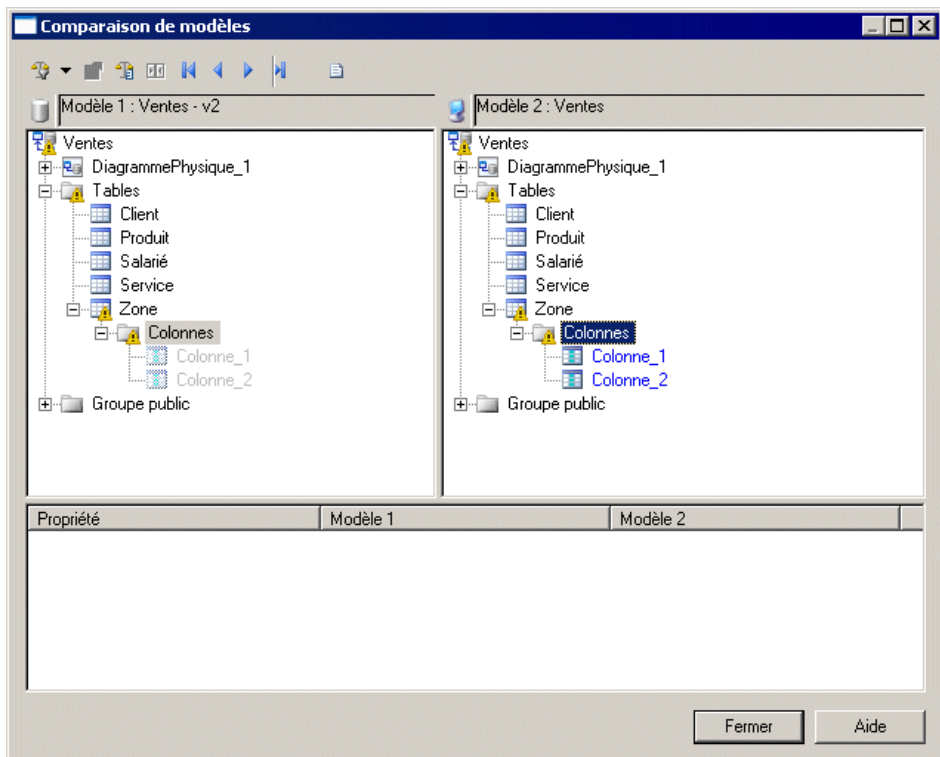 Comparaison de modèles
Modèle 1 : Ventes - v2
Modèle 2 : Ventes
Ventes
DiagrammePhysique_1
Tables
Client
Produit
Salarié
Service
Zone
Colonnes
Colonne_1
Colonne_2
Groupe public
Ventes
DiagrammePhysique_1
Tables
Client
Produit
Salarié
Service
Zone
Colonnes
Colonne_1
Colonne_2
Groupe public
Propriété Modèle 1 Modèle 2
Fermer Aide